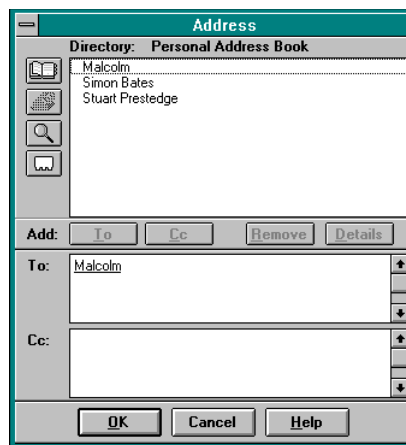 Address
Directory: Personal Address Book
Malcolm
Simon Bates
Stuart Prestedge
Add: To Cc Remove Details
To: Malcolm
Cc:
OK Cancel Help